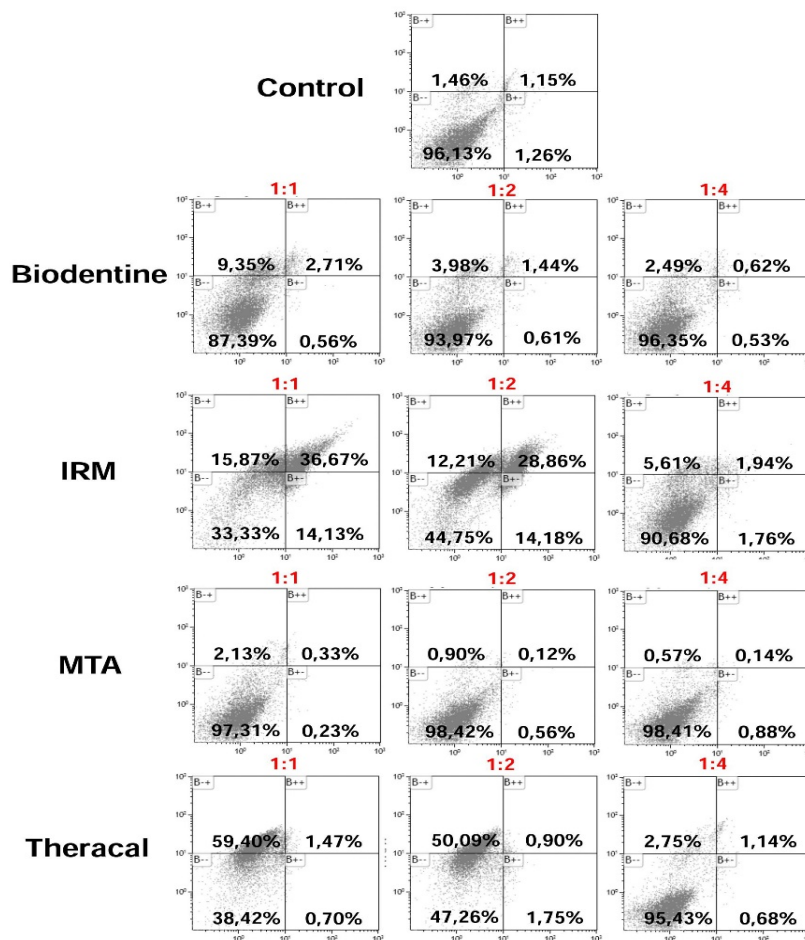 B-+ B++
1,46% 1,15%
Control
B-- B+-
96,13% 1,26%
1:1 1:2 1:4
B-+ B++ B-+ B++ B-+ B++
9,35% 2,71% 3,98% 1,44% 2,49% 0,62%
Biodentine
B-- B+- B-- B+- B-- B+-
87,39% 0,56% 93,97% 0,61% 96,35% 0,53%
1:1 1:2 1:4
B-+ B++ B-+ B++ B-+ B++
15,87% 36,67% 12,21% 28,86% 5,61% 1,94%
IRM
B-- B+- B-- B+- B-- B+-
33,33% 14,13% 44,75% 14,18% 90,68% 1,76%
1:1 1:2 1:4
B-+ B++ B-+ B++ B-+ B++
2,13% 0,33% 0,90% 0,12% 0,57% 0,14%
MTA
B-- B+- B-- B+- B-- B+-
97,31% 0,23% 98,42% 0,56% 98,41% 0,88%
1:1 1:2 1:4
B-+ B++ B-+ B++ B-+ B++
59,40% 1,47% 50,09% 0,90% 2,75% 1,14%
Theracal
B-- B+- B-- B+- B-- B+-
38,42% 0,70% 47,26% 1,75% 95,43% 0,68%